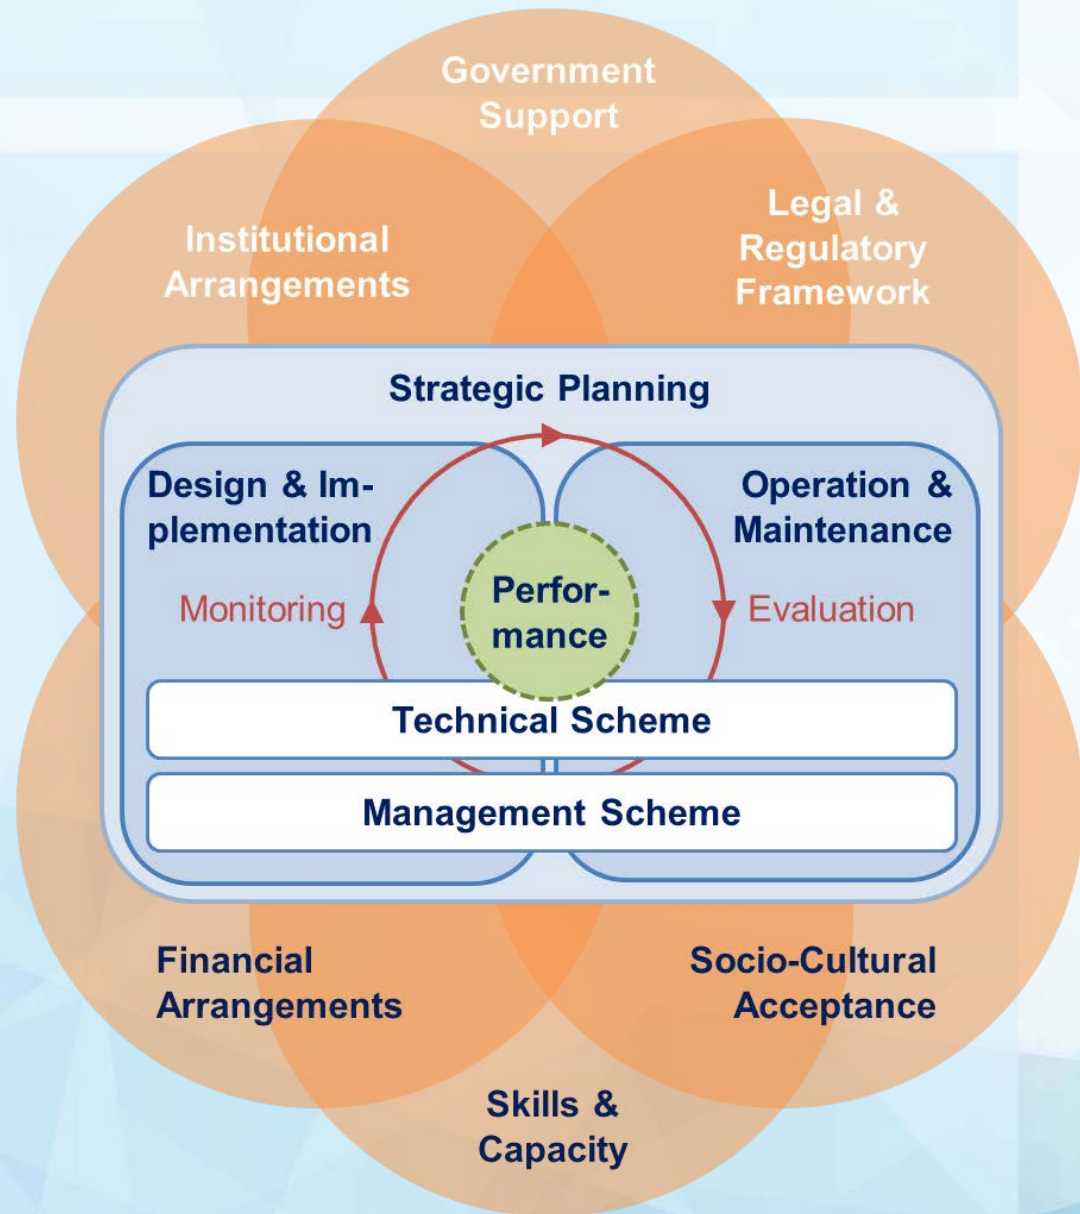 Government
Support
Institutional
Arrangements
Legal &
Regulatory
Framework
Strategic Planning
Design & Im-
plementation
Operation &
Maintenance
Monitoring
Perfor-
mance
Evaluation
Technical Scheme
Management Scheme
Financial
Arrangements
Socio-Cultural
Acceptance
Skills &
Capacity